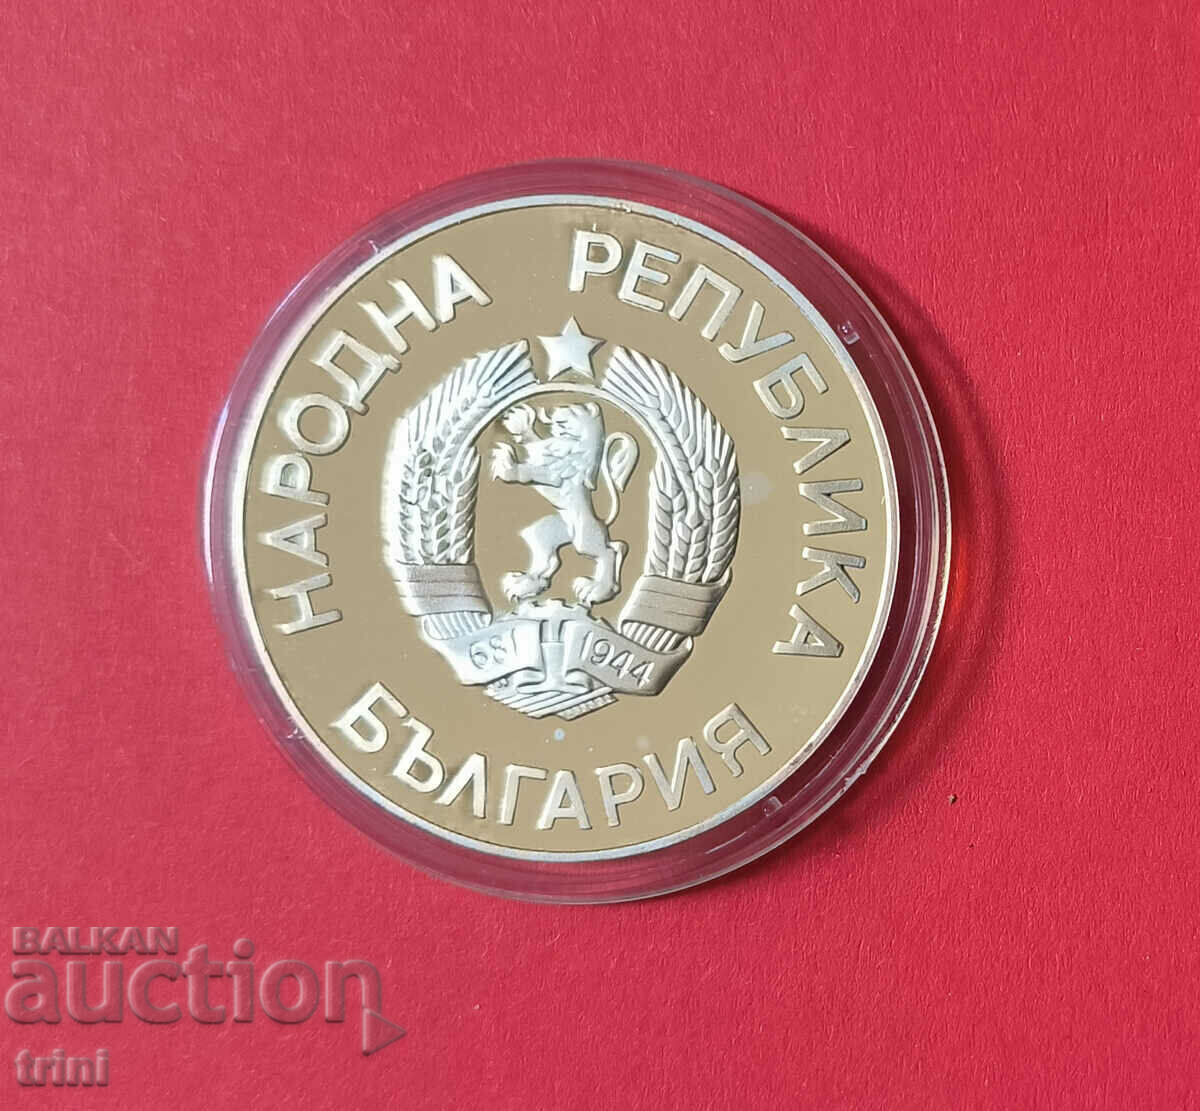 НАРОДНА РЕПУБЛИКА
БЪЛГАРИЯ
681 1944
BALKAN
auction
trini